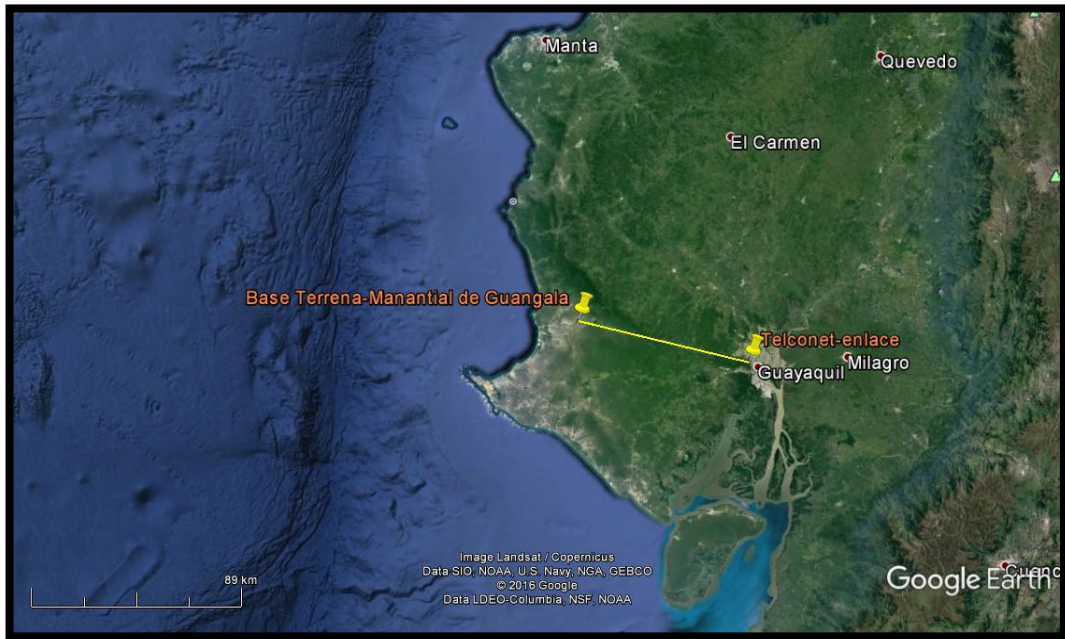 Manta
Quevedo
El Carmen
Base Terrena-Manantial de Guangala
Telconet-enlace
Milagro
Guayaquil
Image Landsat / Copernicus
Data SIO, NOAA, U.S. Navy, NGA, GEBCO
© 2016 Google
Data LDEO-Columbia, NSF, NOAA
89 km
Cuenc
Google Earth